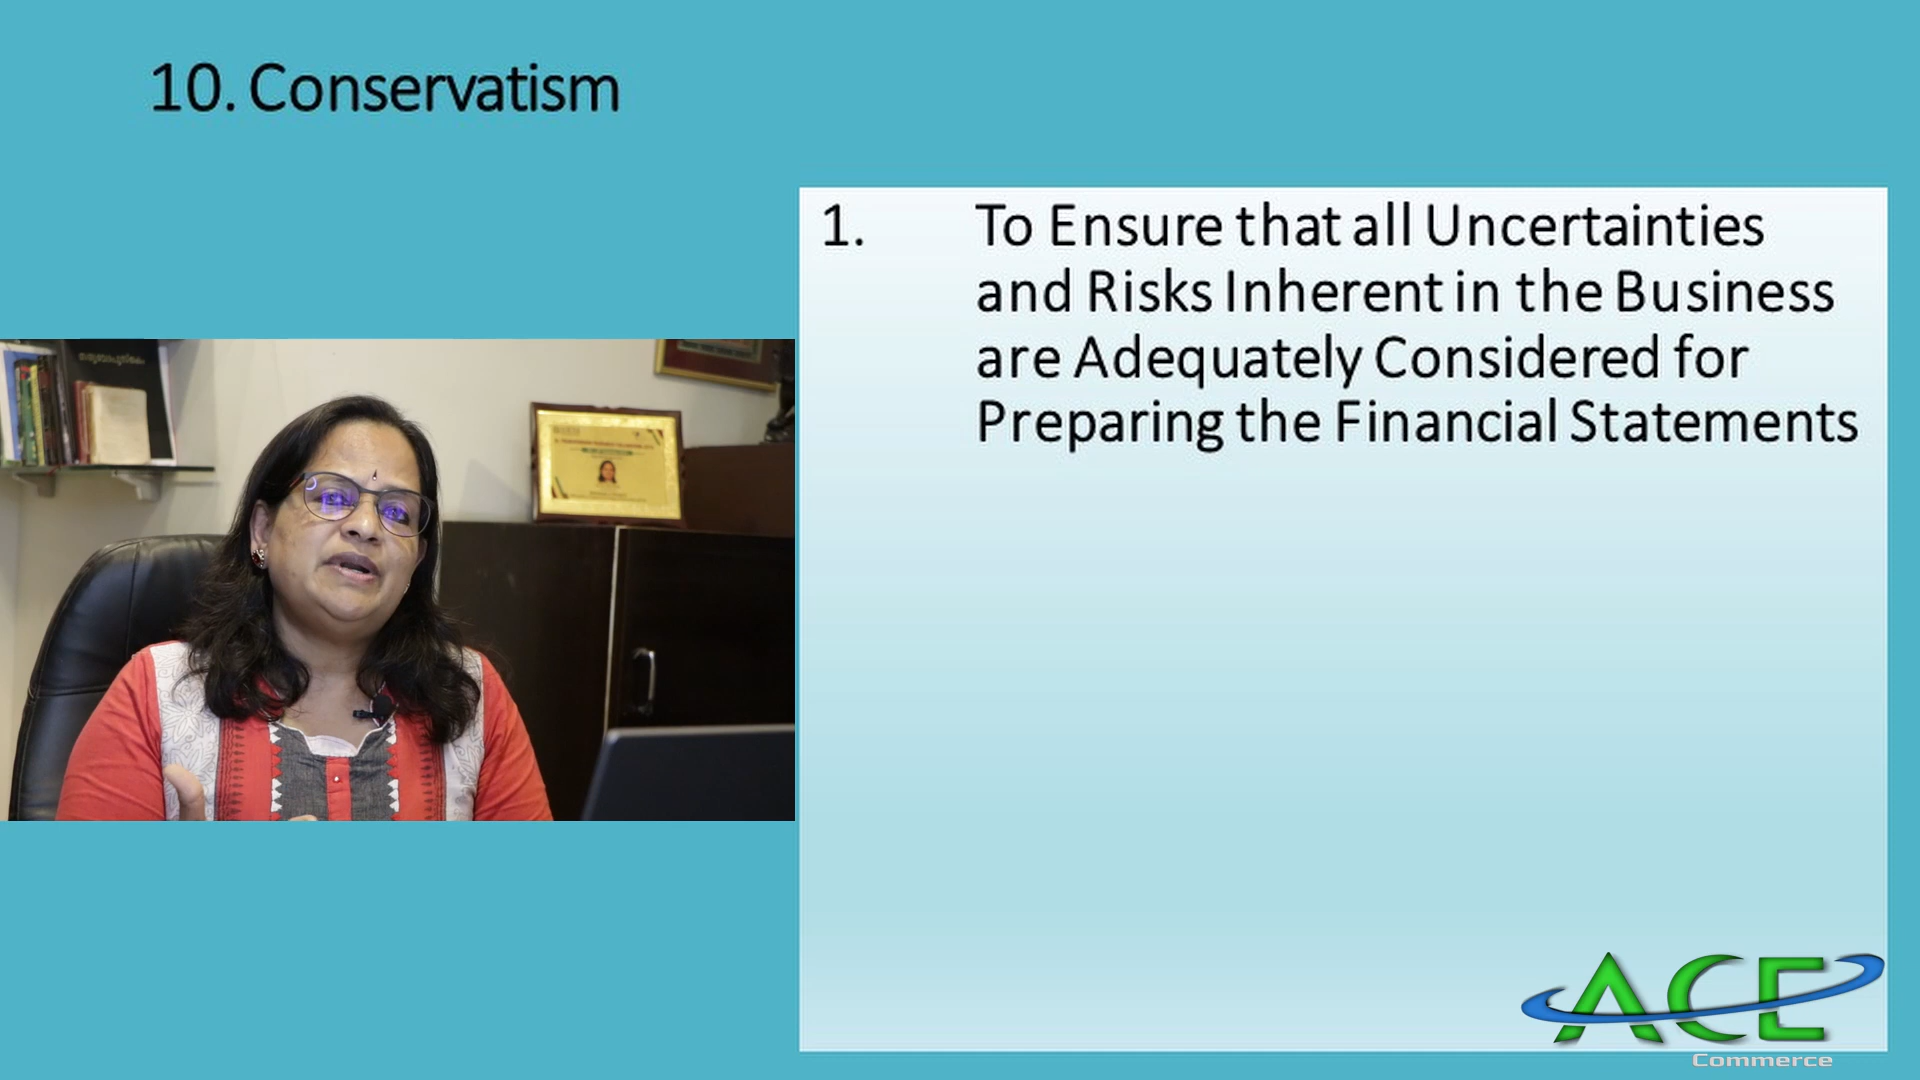 10. Conservatism
1. To Ensure that all Uncertainties
and Risks Inherent in the Business
are Adequately Considered for
Preparing the Financial Statements
ACE
Commerce